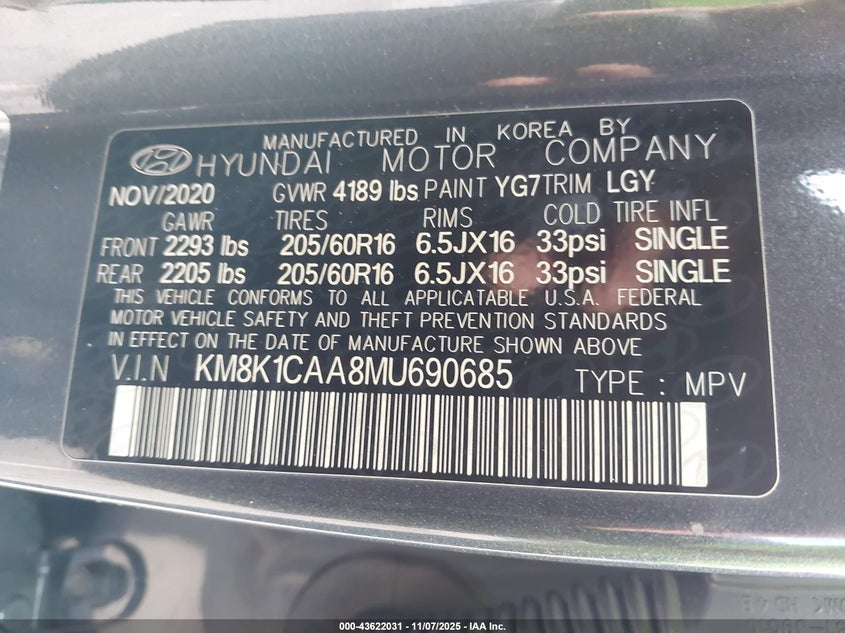 MANUFACTURED IN KOREA BY
HYUNDAI MOTOR COMPANY
NOV/2020 GVWR 4189 lbs PAINT YG7 TRIM LGY
GAWR TIRES RIMS COLD TIRE INFL
FRONT 2293 lbs 205/60R16 6.5JX16 33psi SINGLE
REAR 2205 lbs 205/60R16 6.5JX16 33psi SINGLE
THIS VEHICLE CONFORMS TO ALL APPLICATABLE U.S.A. FEDERAL
MOTOR VEHICLE SAFETY AND THEFT PREVENTION STANDARDS
IN EFFECT ON THE DATE OF MANUFACTURE SHOWN ABOVE
V.I.N KM8K1CAA8MU690685 TYPE : MPV
000-43622031 - 11/07/2025 - IAA Inc.